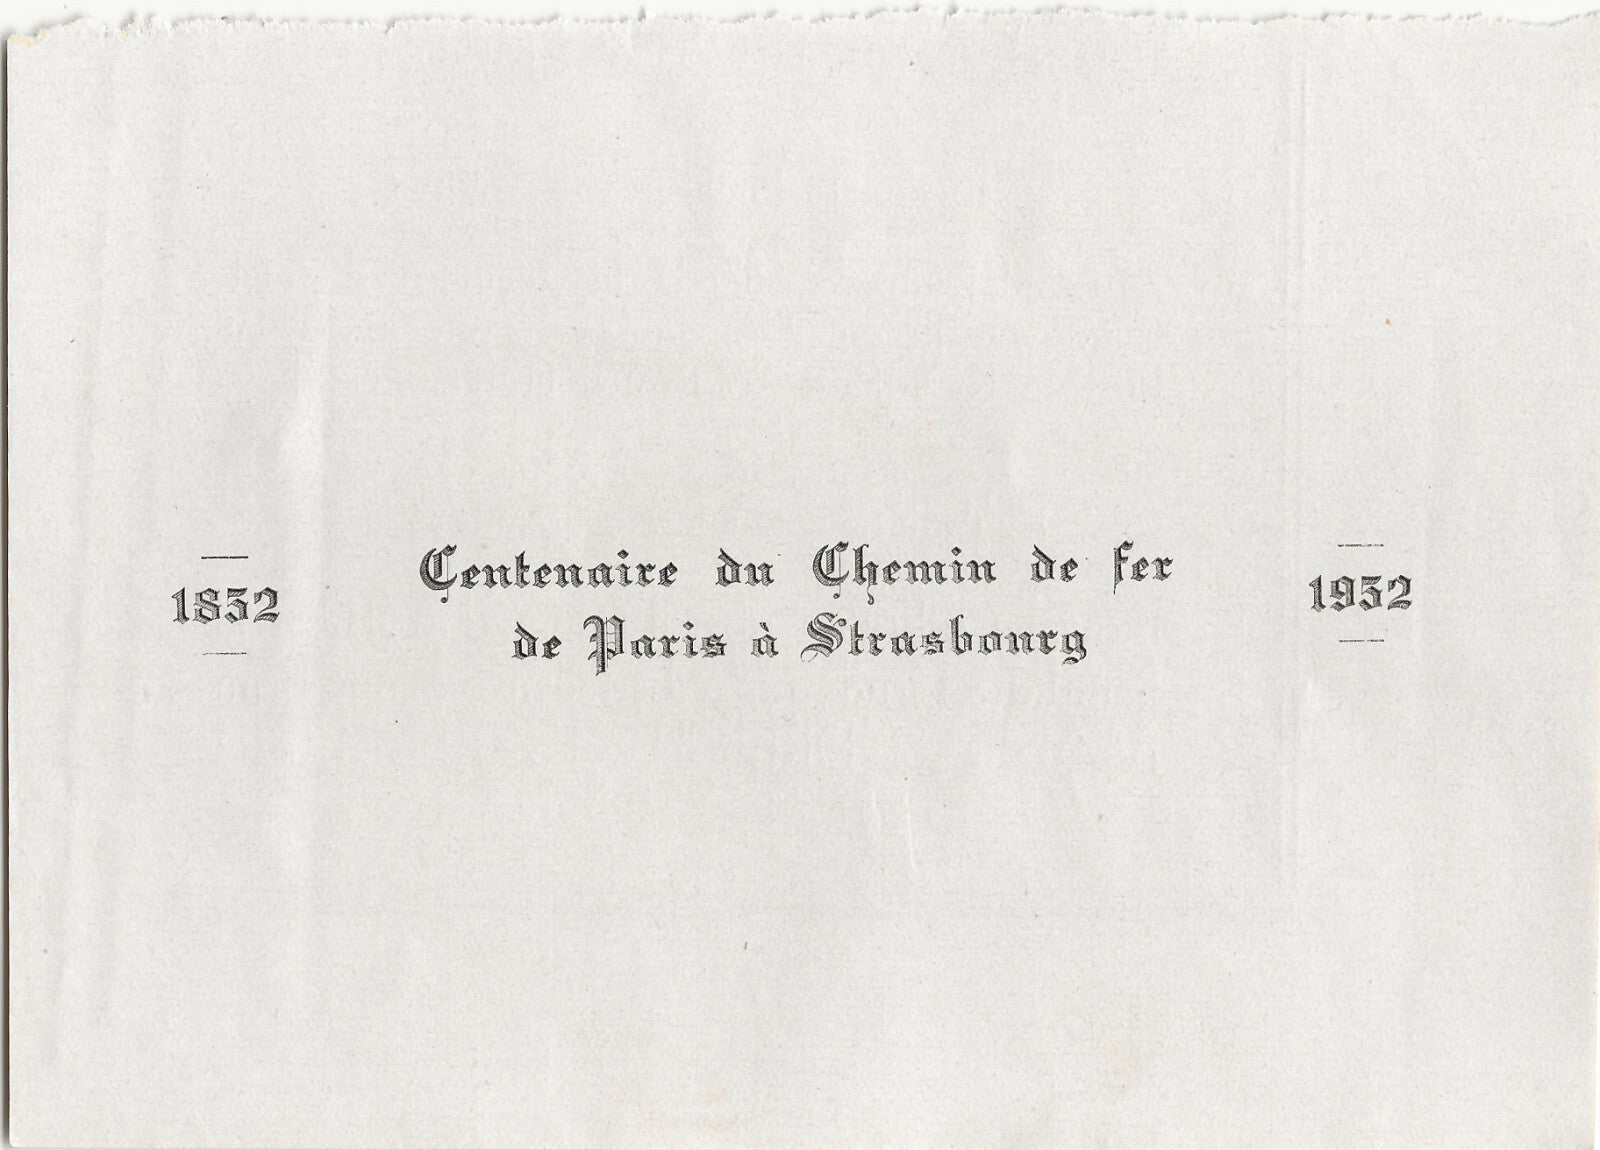 1852
Centenaire du Chemin de fer
de Paris à Strasbourg
1952